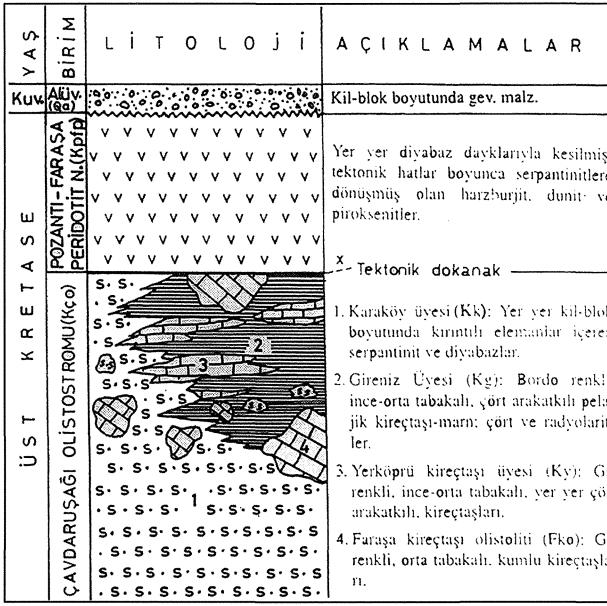 YAŞ
BİRİM
LİTOLOJİ
AÇIKLAMALAR
Kuv.
Alüv.
(Qa)
Kil-blok boyutunda gev. malz.
ÜST KRETASE
POZANTI-FARAŞA
PERİDOTİT N.(Kpfp)
Yer yer diyabaz dayklarıyla kesilmiş
tektonik hatlar boyunca serpantinitlere
dönüşmüş olan harzburjit, dunit ve
piroksenitler.
x
Tektonik dokanak
ÇAVDARUŞAĞI OLİSTOSTROMU(Kço)
2
3
4
1
1. Karaköy üyesi (Kk): Yer yer kil-blok
boyutunda kırıntılı elemanlar içeren
serpantinit ve diyabazlar.
2. Gireniz Üyesi (Kg): Bordo renkli
ince-orta tabakalı, çört arakatkılı pela
jik kireçtaşı-marn; çört ve radyolarit
ler.
3. Yerköprü kireçtaşı üyesi (Ky): G
renkli, ince-orta tabakalı, yer yer çö
arakatkılı, kireçtaşları.
4. Faraşa kireçtaşı olistoliti (Fko): G
renkli, orta tabakalı, kumlu kireçtaşla
rı.